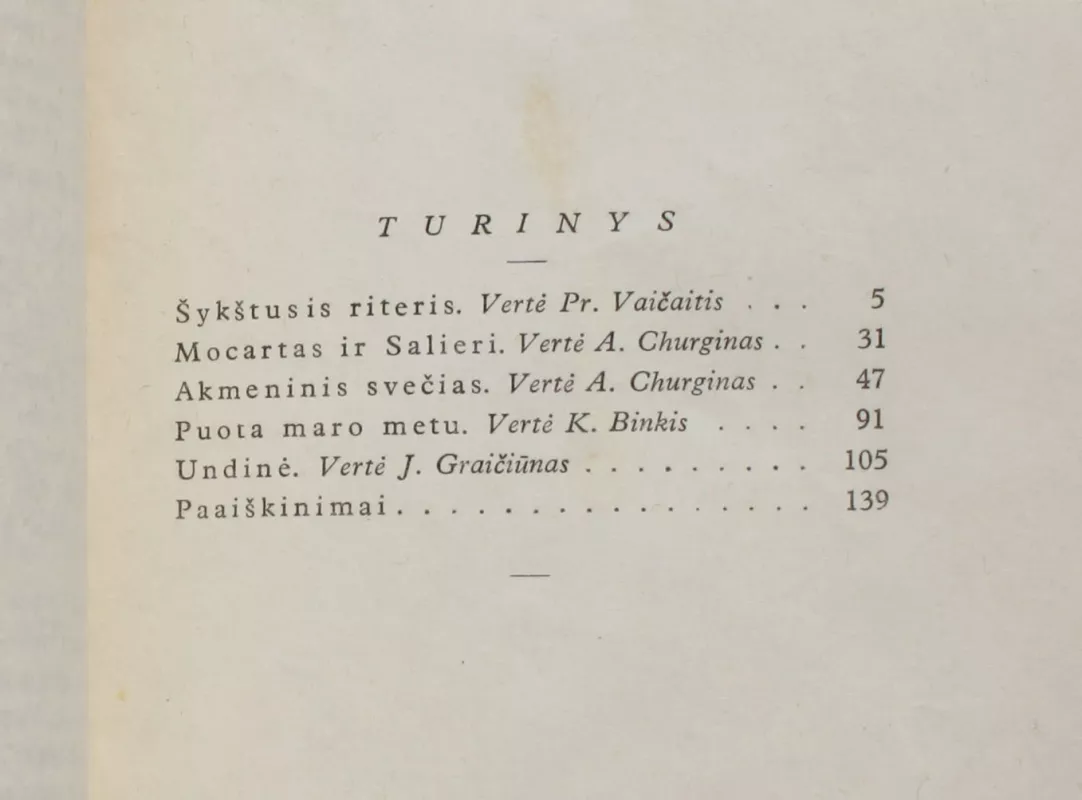 TURINYS
Šykštusis riteris. Vertė Pr. Vaičaitis . . . 5
Mocartas ir Salieri. Vertė A. Churginas . . 31
Akmeninis svečias. Vertė A. Churginas . . 47
Puota maro metu. Vertė K. Binkis . . . . 91
Undinė. Vertė J. Graičiūnas . . . . . . . . . 105
Paaiškinimai . . . . . . . . . . . . . . . . 139